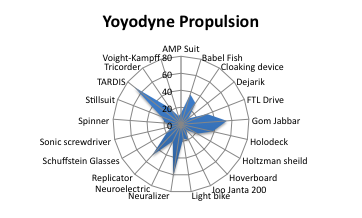 Yoyodyne Propulsion
AMP Suit
Babel Fish
Cloaking device
Dejarik
FTL Drive
Gom Jabbar
Holodeck
Holtzman sheild
Hoverboard
Joo Janta 200
Light bike
Neuralizer
Neuroelectric
Replicator
Schuffstein Glasses
Sonic screwdriver
Spinner
Stillsuit
TARDIS
Tricorder
Voight-Kampff
80
60
40
20
0